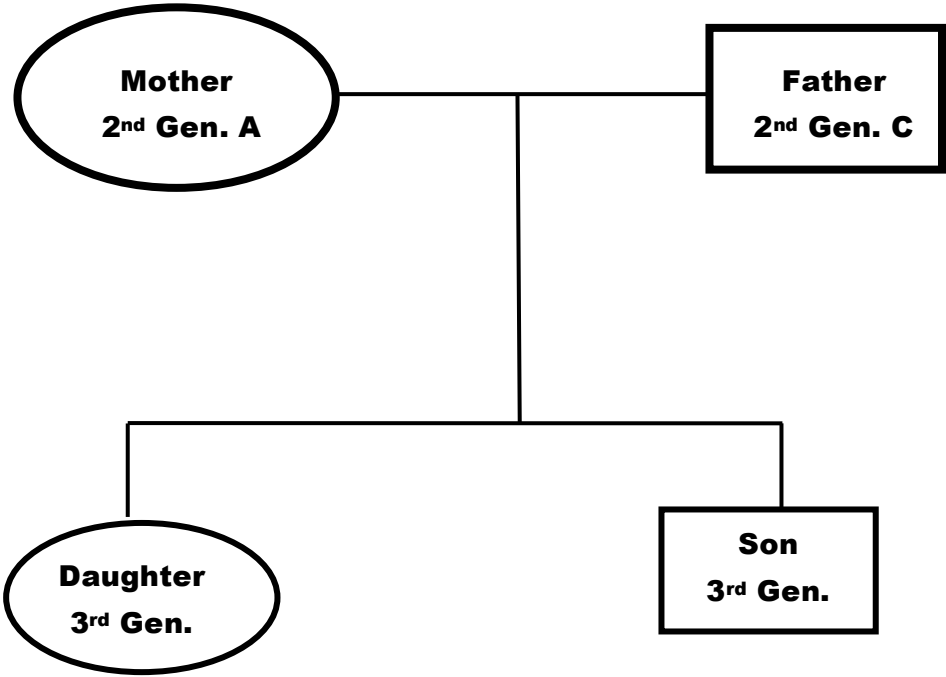 Mother
2nd Gen. A
Father
2nd Gen. C
Daughter
3rd Gen.
Son
3rd Gen.